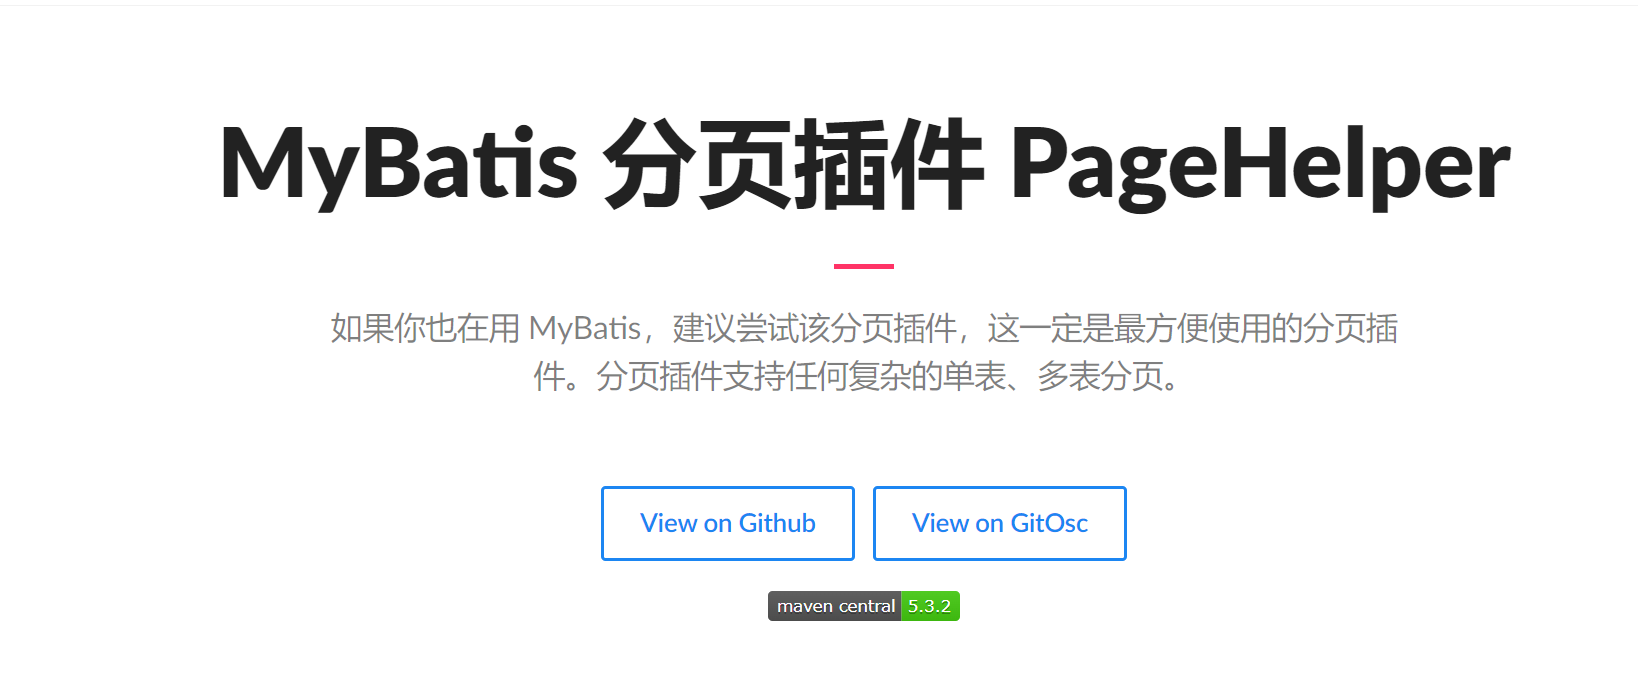 MyBatis 分页插件 PageHelper
如果你也在用 MyBatis，建议尝试该分页插件，这一定是最方便使用的分页插
件。分页插件支持任何复杂的单表、多表分页。
View on Github View on GitOsc
maven central 5.3.2